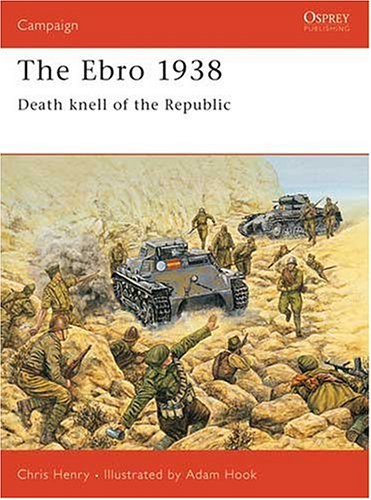 Campaign
OSPREY
PUBLISHING
The Ebro 1938
Death knell of the Republic
Chris Henry · Illustrated by Adam Hook